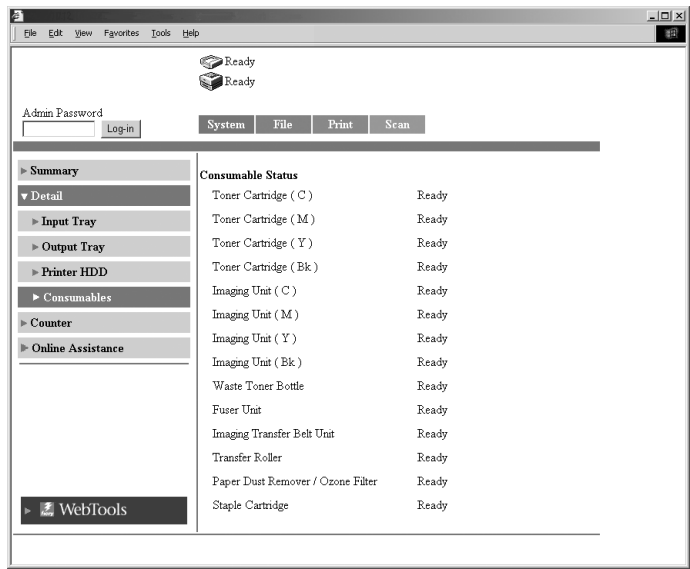 File Edit View Favorites Tools Help
Ready
Ready
Admin Password
Log-in
System File Print Scan
Summary
Detail
Input Tray
Output Tray
Printer HDD
Consumables
Counter
Online Assistance
WebTools
Consumable Status
Toner Cartridge ( C ) Ready
Toner Cartridge ( M ) Ready
Toner Cartridge ( Y ) Ready
Toner Cartridge ( Bk ) Ready
Imaging Unit ( C ) Ready
Imaging Unit ( M ) Ready
Imaging Unit ( Y ) Ready
Imaging Unit ( Bk ) Ready
Waste Toner Bottle Ready
Fuser Unit Ready
Imaging Transfer Belt Unit Ready
Transfer Roller Ready
Paper Dust Remover / Ozone Filter Ready
Staple Cartridge Ready